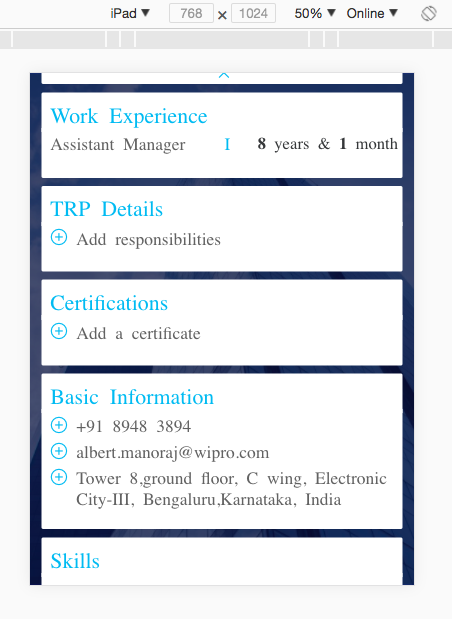 iPad ▼ 768 × 1024 50% ▼ Online ▼
Work Experience
Assistant Manager I 8 years & 1 month
TRP Details
Add responsibilities
Certifications
Add a certificate
Basic Information
+91 8948 3894
albert.manoraj@wipro.com
Tower 8,ground floor, C wing, Electronic
City-III, Bengaluru,Karnataka, India
Skills